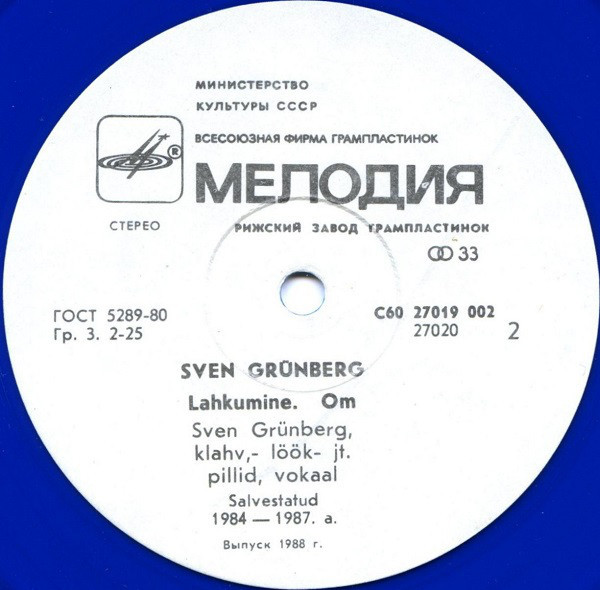 МИНИСТЕРСТВО
КУЛЬТУРЫ СССР
ВСЕСОЮЗНАЯ ФИРМА ГРАМПЛАСТИНОК
®
МЕЛОДИЯ
СТЕРЕО
РИЖСКИЙ ЗАВОД ГРАМПЛАСТИНОК
33
ГОСТ 5289-80
С60 27019 002
Гр. 3. 2-25
27020
2
SVEN GRÜNBERG
Lahkumine. Om
Sven Grünberg,
klahv,- löök- jt.
pillid, vokaal
Salvestatud
1984 — 1987. a.
Выпуск 1988 г.